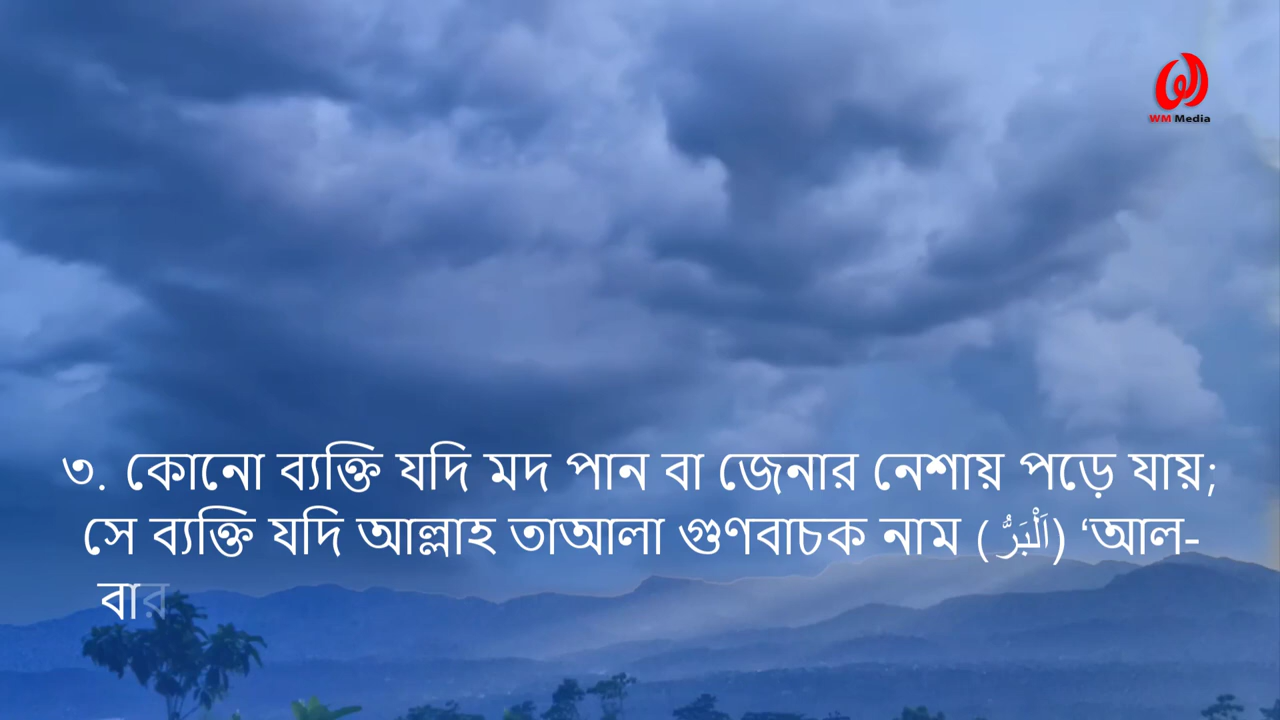 WM Media
৩. কোনো ব্যক্তি যদি মদ পান বা জেনার নেশায় পড়ে যায়;
সে ব্যক্তি যদি আল্লাহ তাআলা গুণবাচক নাম (اَلْبَرُّ) ‘আল-
বার